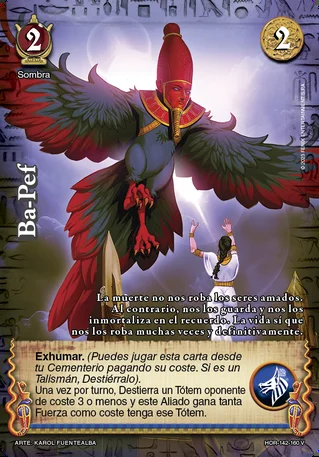 2
2
Sombra
Ba-Pef
La muerte no nos roba los seres amados.
Al contrario, nos los guarda y nos los
inmortaliza en el recuerdo. La vida sí que
nos los roba muchas veces y definitivamente.
Exhumar. (Puedes jugar esta carta desde
tu Cementerio pagando su coste. Si es un
Talismán, Destiérralo).
Una vez por turno, Destierra un Tótem oponente
de coste 3 o menos y este Aliado gana tanta
Fuerza como coste tenga ese Tótem.
ARTE: KAROL FUENTEALBA
HDR-142-160 V